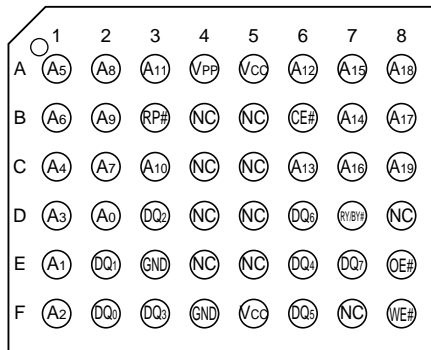 1 2 3 4 5 6 7 8
A A5 A8 A11 VPP VCC A12 A15 A18
B A6 A9 RP# NC NC CE# A14 A17
C A4 A7 A10 NC NC A13 A16 A19
D A3 A0 DQ2 NC NC DQ6 RY/BY# NC
E A1 DQ1 GND NC NC DQ4 DQ7 OE#
F A2 DQ0 DQ3 GND VCC DQ5 NC WE#